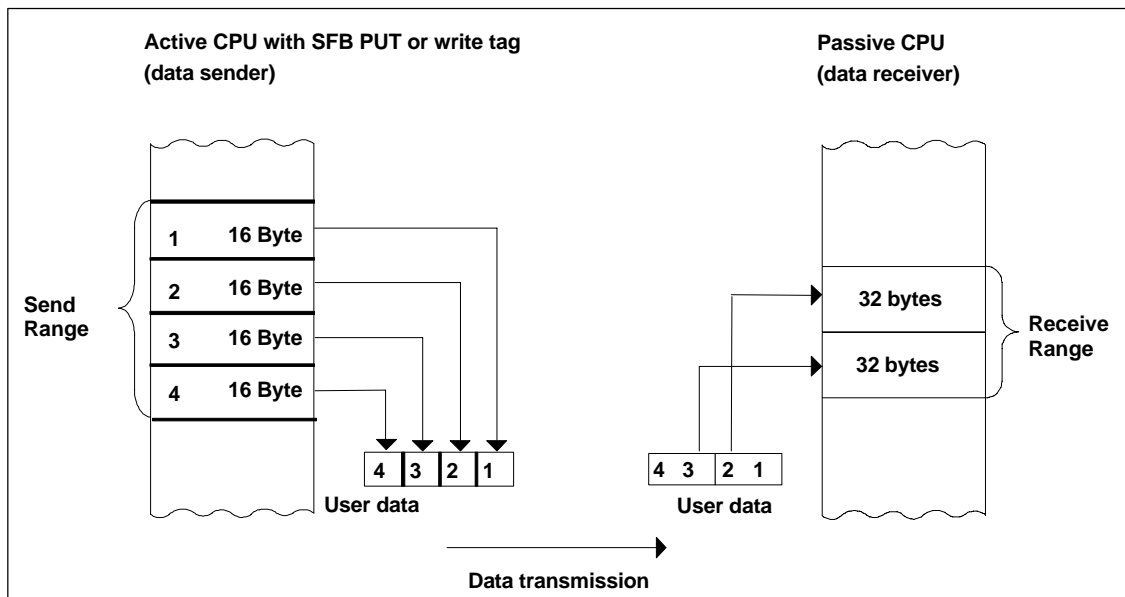 Active CPU with SFB PUT or write tag
(data sender)
Passive CPU
(data receiver)
Send
Range
1 16 Byte
2 16 Byte
3 16 Byte
4 16 Byte
4 3 2 1
User data
32 bytes
32 bytes
Receive
Range
4 3 2 1
User data
Data transmission